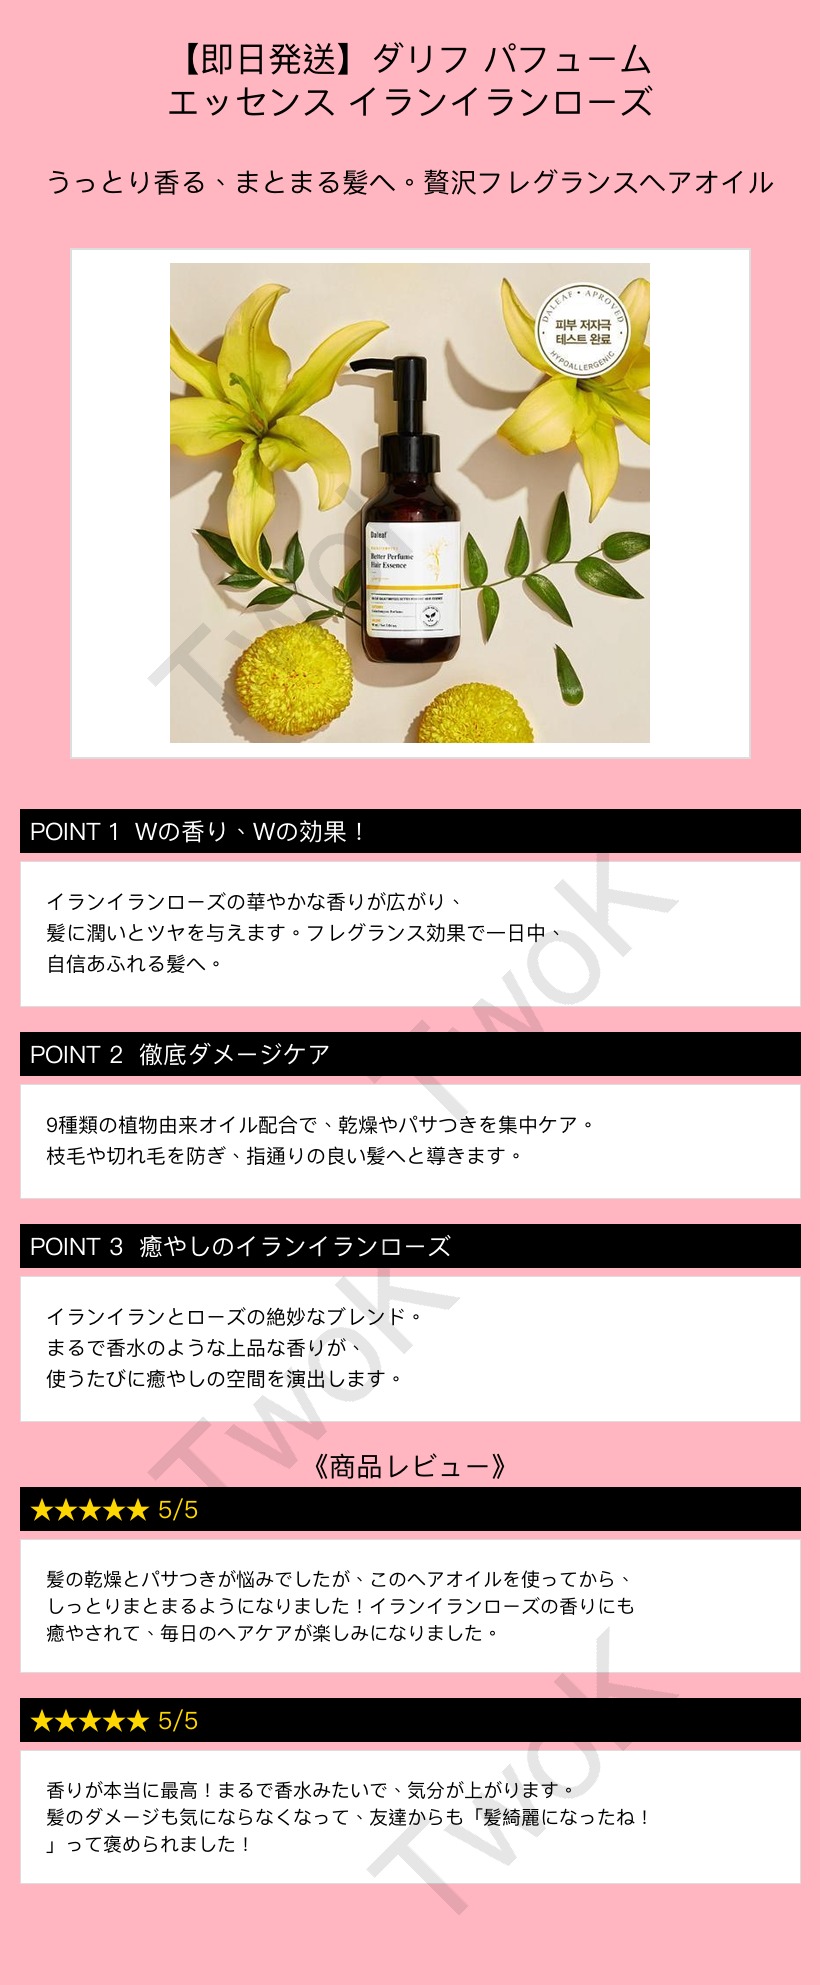 【即日発送】ダリフ パフューム
エッセンス イランイランローズ
うっとり香る、まとまる髪へ。贅沢フレグランスヘアオイル
DALEAF • APROVED
피부 저자극
테스트 완료
HYPOALLERGENIC
Daleaf
Better Perfume
Hair Essence
TwoK
POINT 1 Wの香り、Wの効果！
イランイランローズの華やかな香りが広がり、
髪に潤いとツヤを与えます。フレグランス効果で一日中、
自信あふれる髪へ。
TwoK
POINT 2 徹底ダメージケア
9種類の植物由来オイル配合で、乾燥やパサつきを集中ケア。
枝毛や切れ毛を防ぎ、指通りの良い髪へと導きます。
POINT 3 癒やしのイランイランローズ
イランイランとローズの絶妙なブレンド。
まるで香水のような上品な香りが、
使うたびに癒やしの空間を演出します。
TwoK
《商品レビュー》
★★★★★ 5/5
髪の乾燥とパサつきが悩みでしたが、このヘアオイルを使ってから、
しっとりまとまるようになりました！イランイランローズの香りにも
癒やされて、毎日のヘアケアが楽しみになりました。
★★★★★ 5/5
香りが本当に最高！まるで香水みたいで、気分が上がります。
髪のダメージも気にならなくなって、友達からも「髪綺麗になったね！
」って褒められました！
TwoK